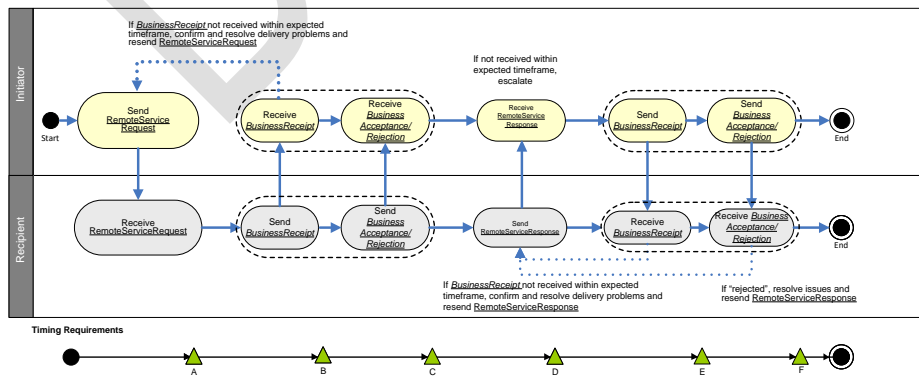 If BusinessReceipt not received within expected
timeframe, confirm and resolve delivery problems and
resend RemoteServiceRequest
If not received within
expected timeframe,
escalate
Initiator
Start
Send
RemoteService
Request
Receive
BusinessReceipt
Receive
Business
Acceptance/
Rejection
Receive
RemoteService
Response
Send
BusinessReceipt
Send
Business
Acceptance/
Rejection
End
Recipient
Receive
RemoteServiceRequest
Send
BusinessReceipt
Send
Business
Acceptance/
Rejection
Send
RemoteServiceResponse
Receive
BusinessReceipt
Receive Business
Acceptance/
Rejection
End
If BusinessReceipt not received within expected
timeframe, confirm and resolve delivery problems and
resend RemoteServiceResponse
If “rejected”, resolve issues and
resend RemoteServiceResponse
Timing Requirements
A
B
C
D
E
F